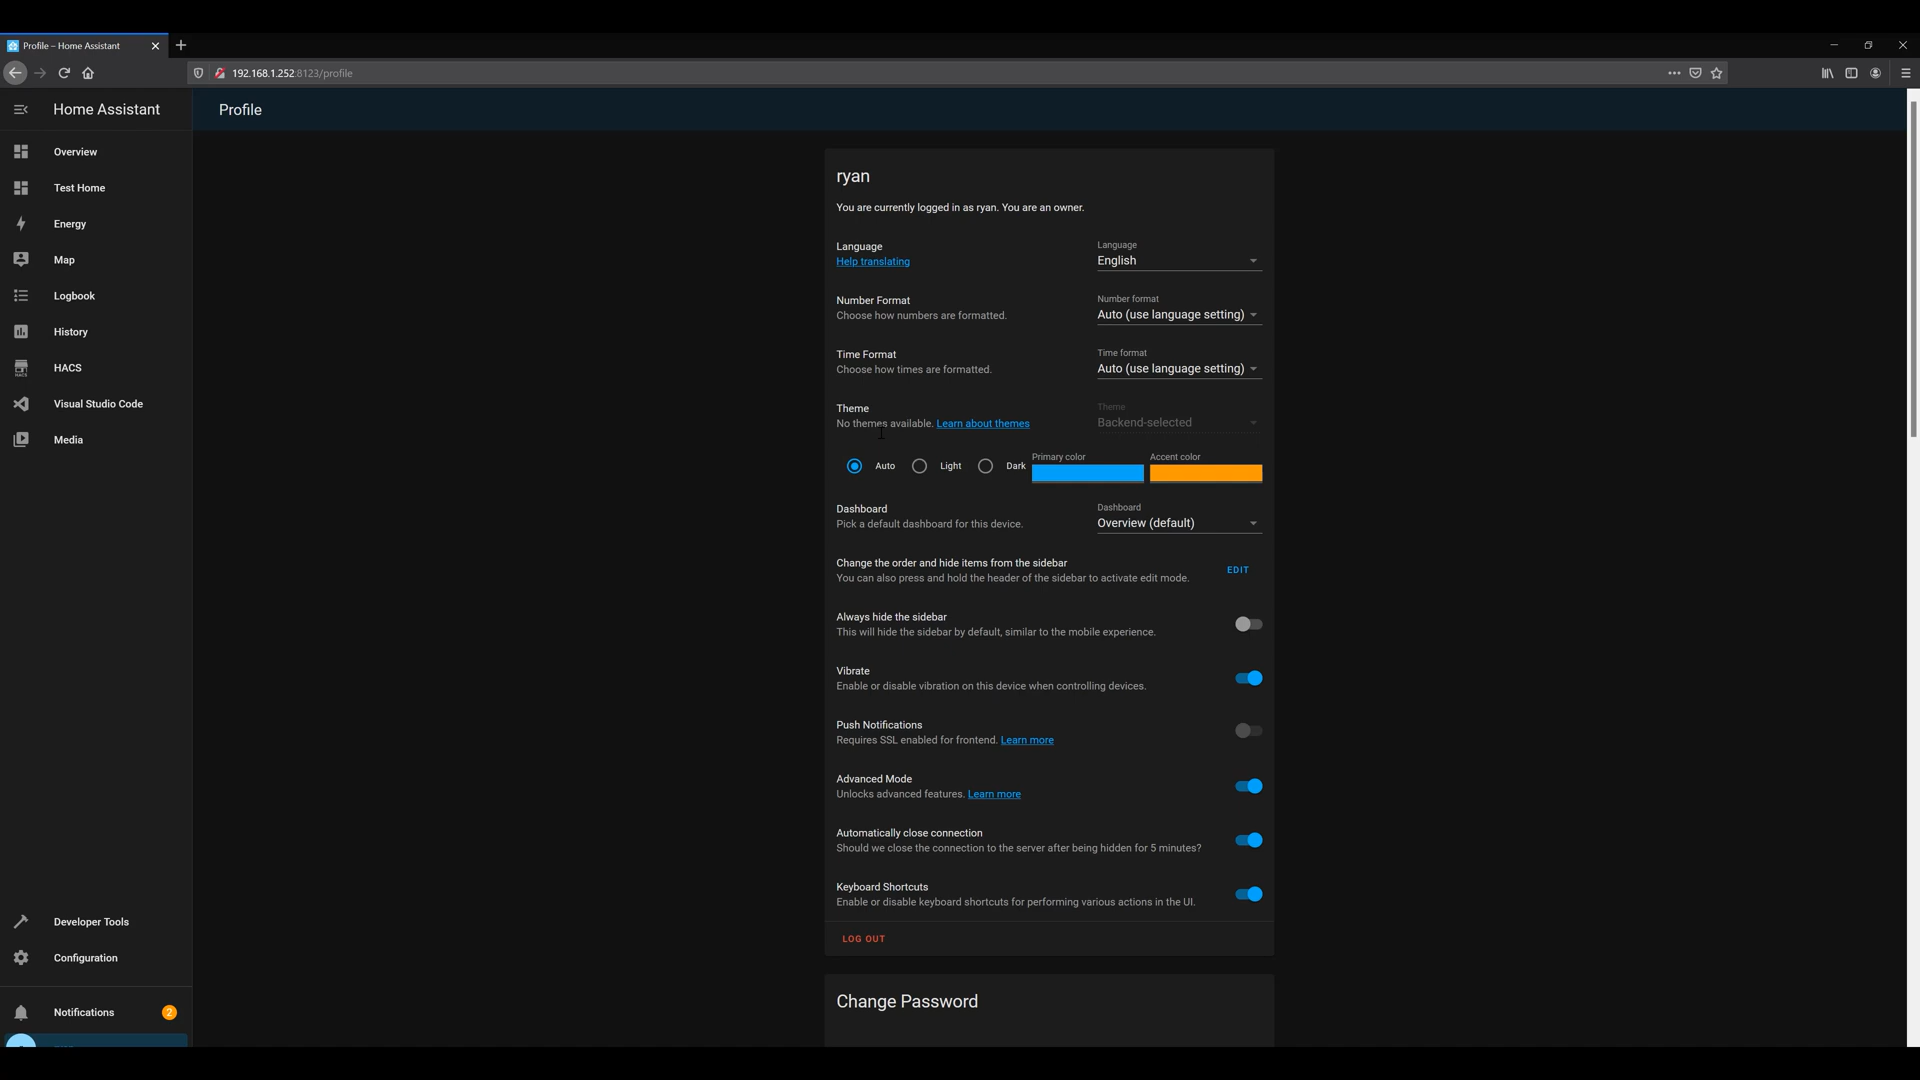 Profile – Home Assistant
192.168.1.252:8123/profile
Home Assistant
Profile
Overview
Test Home
Energy
Map
Logbook
History
HACS
HACS
Visual Studio Code
Media
Developer Tools
Configuration
Notifications
2
ryan
You are currently logged in as ryan. You are an owner.
Language
Help translating
Language
English
Number Format
Choose how numbers are formatted.
Number format
Auto (use language setting)
Time Format
Choose how times are formatted.
Time format
Auto (use language setting)
Theme
No themes available. Learn about themes
Theme
Backend-selected
Auto
Light
Dark
Primary color
Accent color
Dashboard
Pick a default dashboard for this device.
Dashboard
Overview (default)
Change the order and hide items from the sidebar
You can also press and hold the header of the sidebar to activate edit mode.
EDIT
Always hide the sidebar
This will hide the sidebar by default, similar to the mobile experience.
Vibrate
Enable or disable vibration on this device when controlling devices.
Push Notifications
Requires SSL enabled for frontend. Learn more
Advanced Mode
Unlocks advanced features. Learn more
Automatically close connection
Should we close the connection to the server after being hidden for 5 minutes?
Keyboard Shortcuts
Enable or disable keyboard shortcuts for performing various actions in the UI.
LOG OUT
Change Password